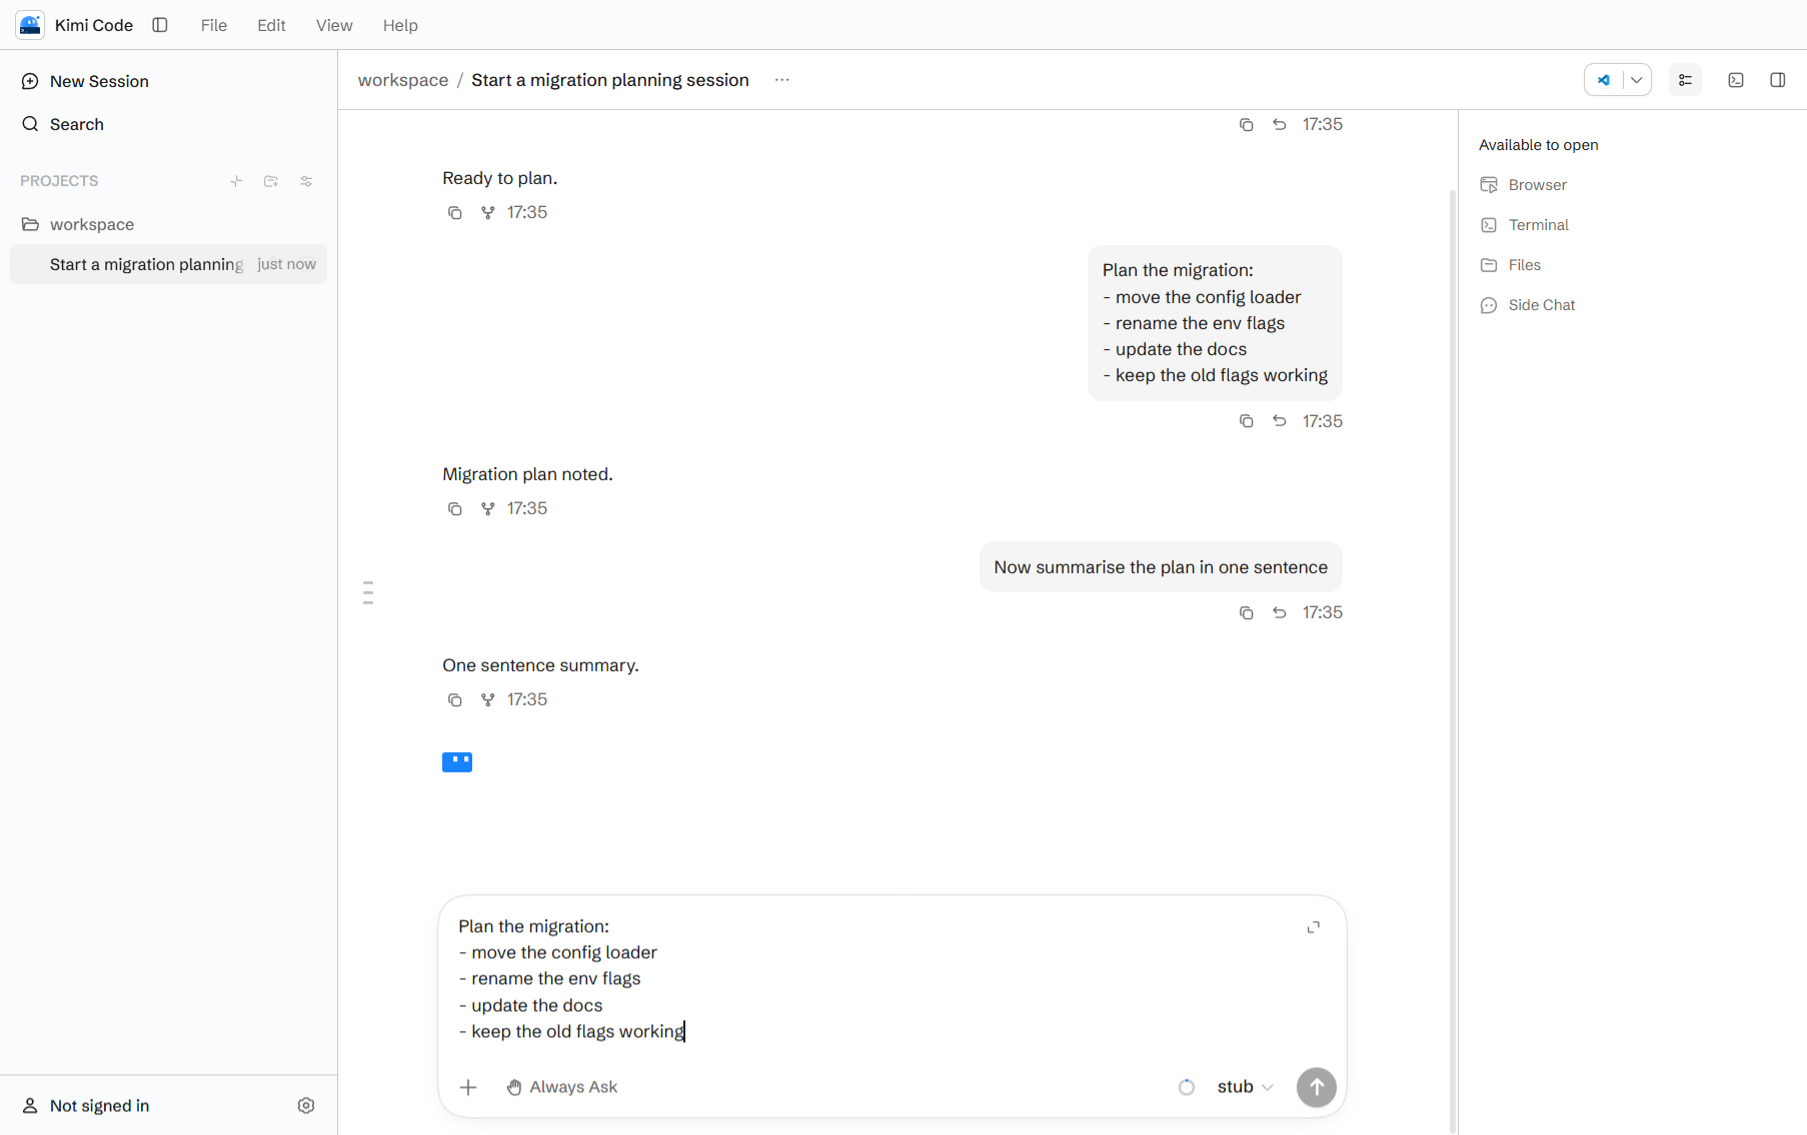 Kimi Code
File
Edit
View
Help
New Session
Search
PROJECTS
workspace
Start a migration planning just now
Not signed in
workspace / Start a migration planning session
17:35
Ready to plan.
17:35
Plan the migration:
- move the config loader
- rename the env flags
- update the docs
- keep the old flags working
17:35
Migration plan noted.
17:35
Now summarise the plan in one sentence
17:35
One sentence summary.
17:35
Plan the migration:
- move the config loader
- rename the env flags
- update the docs
- keep the old flags working
Always Ask
stub
Available to open
Browser
Terminal
Files
Side Chat